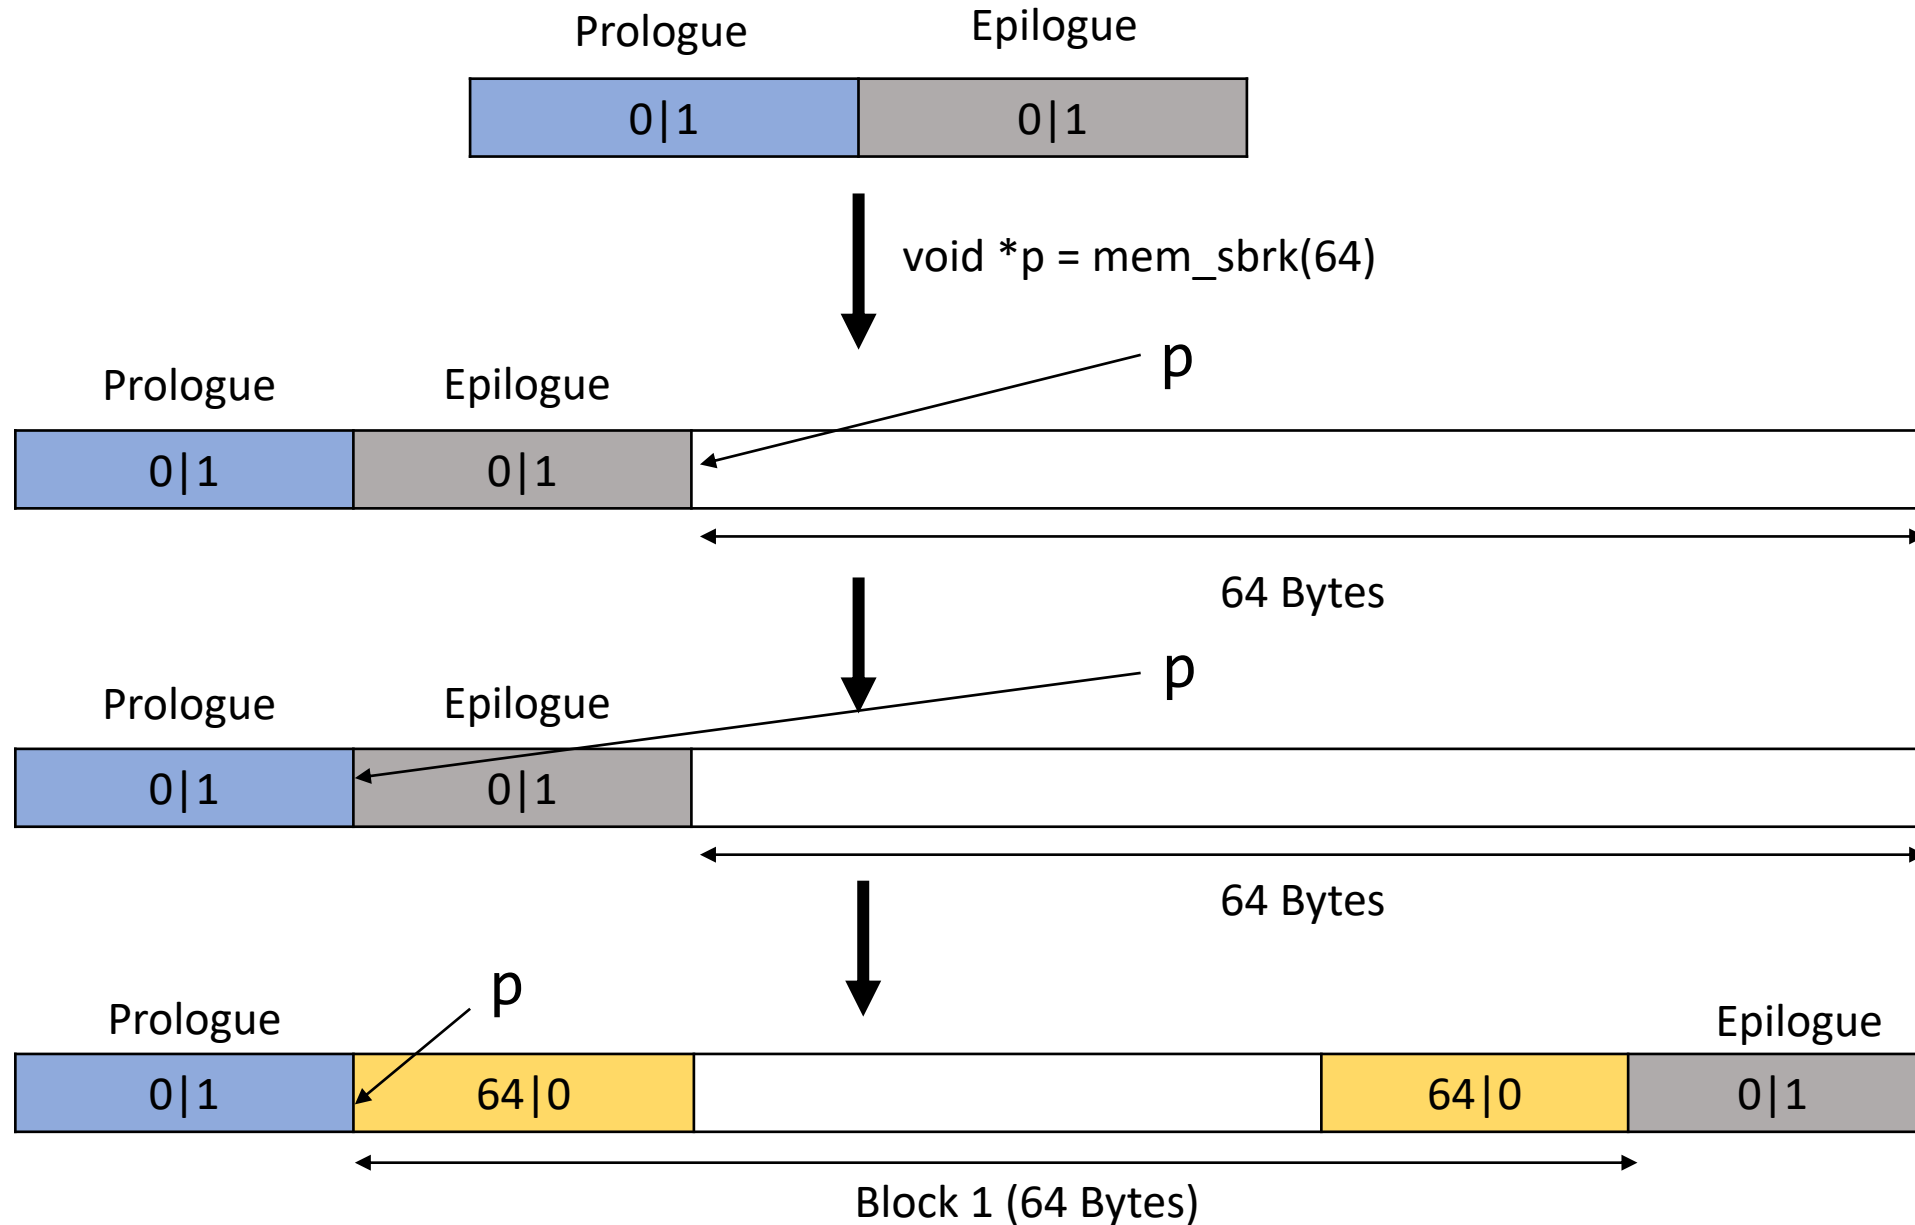 Prologue Epilogue
0|1 0|1
void *p = mem_sbrk(64)
p
Prologue Epilogue
0|1 0|1
64 Bytes
p
Prologue Epilogue
0|1 0|1
64 Bytes
p
Prologue Epilogue
0|1 64|0 64|0 0|1
Block 1 (64 Bytes)